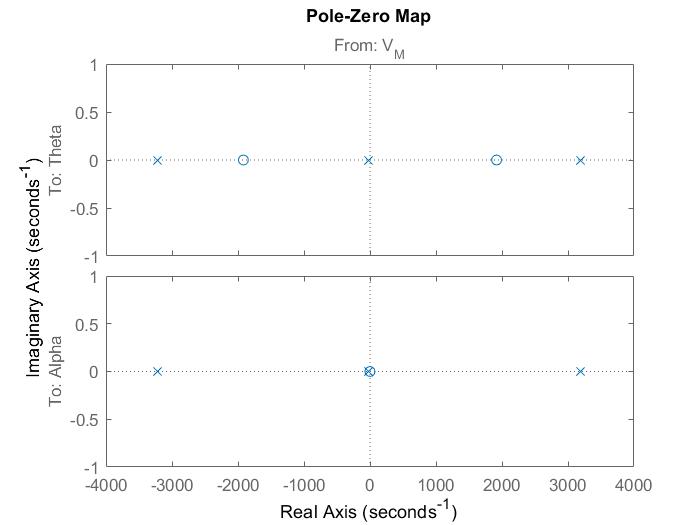 Pole-Zero Map
From: V_M
Imaginary Axis (seconds^-1)
To: Theta
1
0.5
0
-0.5
-1
To: Alpha
1
0.5
0
-0.5
-1
-4000 -3000 -2000 -1000 0 1000 2000 3000 4000
Real Axis (seconds^-1)